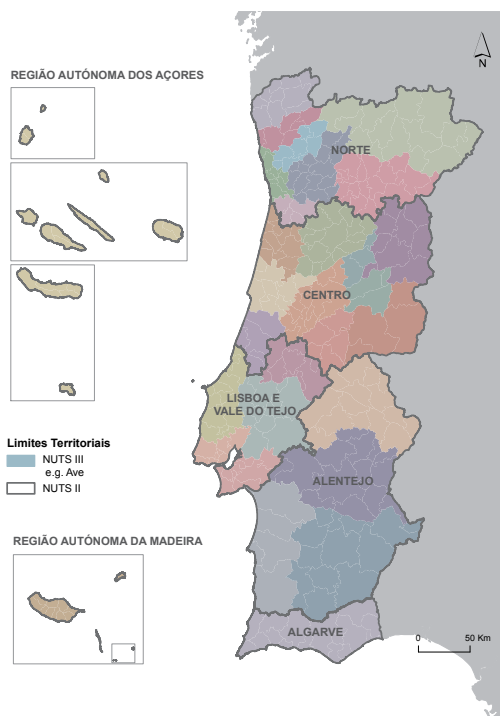 REGIÃO AUTÓNOMA DOS AÇORES
N
NORTE
CENTRO
LISBOA E
VALE DO TEJO
Limites Territoriais
NUTS III
e.g. Ave
NUTS II
ALENTEJO
REGIÃO AUTÓNOMA DA MADEIRA
ALGARVE
0 50 Km